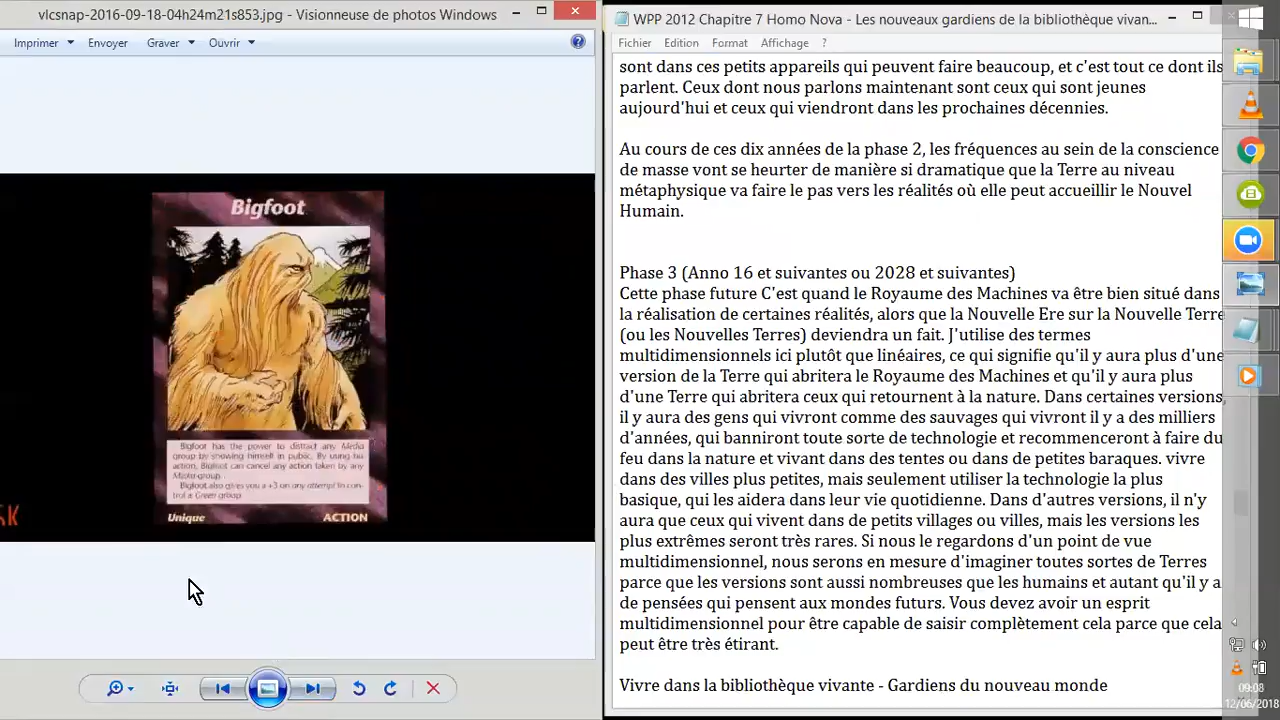 vlcsnap-2016-09-18-04h24m21s853.jpg - Visionneuse de photos Windows
Imprimer
Envoyer
Graver
Ouvrir
Bigfoot
Bigfoot has the power to distract any Media
group by showing himself in public. By using his
action, Bigfoot can cancel any action taken by any
Media group.
Bigfoot also gives you a +3 on any attempt to con-
trol a Green group.
Unique
ACTION
SK
WPP 2012 Chapitre 7 Homo Nova - Les nouveaux gardiens de la bibliothèque vivan...
Fichier Edition Format Affichage ?
sont dans ces petits appareils qui peuvent faire beaucoup, et c'est tout ce dont ils
parlent. Ceux dont nous parlons maintenant sont ceux qui sont jeunes
aujourd'hui et ceux qui viendront dans les prochaines décennies.
Au cours de ces dix années de la phase 2, les fréquences au sein de la conscience
de masse vont se heurter de manière si dramatique que la Terre au niveau
métaphysique va faire le pas vers les réalités où elle peut accueillir le Nouvel
Humain.
Phase 3 (Anno 16 et suivantes ou 2028 et suivantes)
Cette phase future C'est quand le Royaume des Machines va être bien situé dans
la réalisation de certaines réalités, alors que la Nouvelle Ere sur la Nouvelle Terre
(ou les Nouvelles Terres) deviendra un fait. J'utilise des termes
multidimensionnels ici plutôt que linéaires, ce qui signifie qu'il y aura plus d'une
version de la Terre qui abritera le Royaume des Machines et qu'il y aura plus
d'une Terre qui abritera ceux qui retournent à la nature. Dans certaines versions,
il y aura des gens qui vivront comme des sauvages qui vivront il y a des milliers
d'années, qui banniront toute sorte de technologie et recommenceront à faire du
feu dans la nature et vivant dans des tentes ou dans de petites baraques. vivre
dans des villes plus petites, mais seulement utiliser la technologie la plus
basique, qui les aidera dans leur vie quotidienne. Dans d'autres versions, il n'y
aura que ceux qui vivent dans de petits villages ou villes, mais les versions les
plus extrêmes seront très rares. Si nous le regardons d'un point de vue
multidimensionnel, nous serons en mesure d'imaginer toutes sortes de Terres
parce que les versions sont aussi nombreuses que les humains et autant qu'il y a
de pensées qui pensent aux mondes futurs. Vous devez avoir un esprit
multidimensionnel pour être capable de saisir complètement cela parce que cela
peut être très étirant.
Vivre dans la bibliothèque vivante - Gardiens du nouveau monde
09:08
12/06/2018